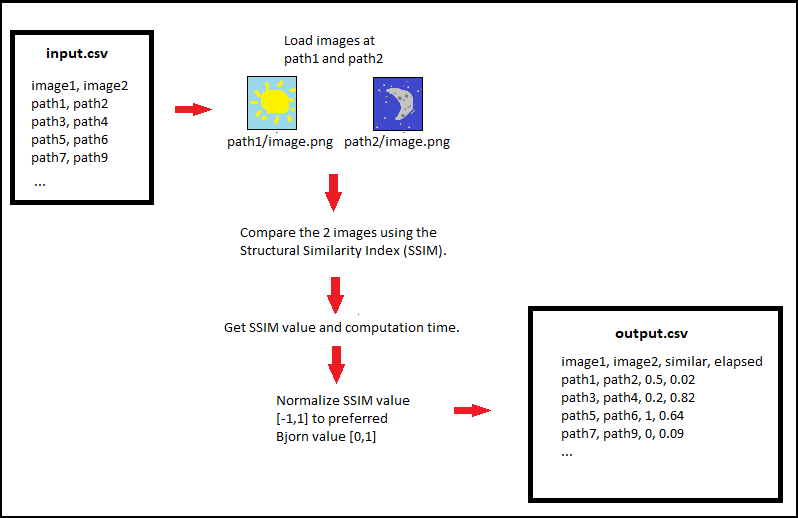 input.csv
image1, image2
path1, path2
path3, path4
path5, path6
path7, path9
...
Load images at
path1 and path2
path1/image.png
path2/image.png
Compare the 2 images using the
Structural Similarity Index (SSIM).
Get SSIM value and computation time.
Normalize SSIM value
[-1,1] to preferred
Bjorn value [0,1]
output.csv
image1, image2, similar, elapsed
path1, path2, 0.5, 0.02
path3, path4, 0.2, 0.82
path5, path6, 1, 0.64
path7, path9, 0, 0.09
...